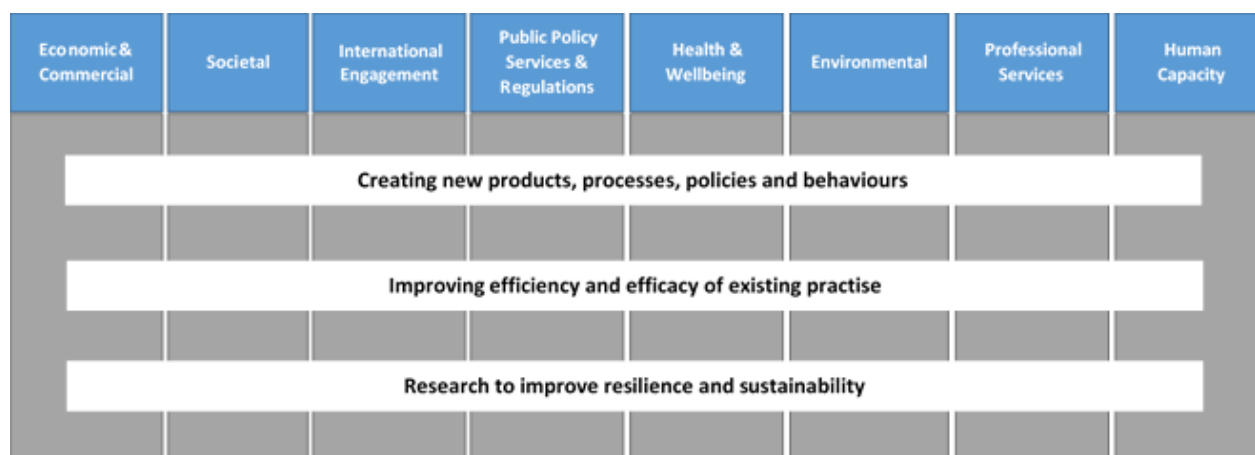 Economic &
Commercial
Societal
International
Engagement
Public Policy
Services &
Regulations
Health &
Wellbeing
Environmental
Professional
Services
Human
Capacity
Creating new products, processes, policies and behaviours
Improving efficiency and efficacy of existing practise
Research to improve resilience and sustainability